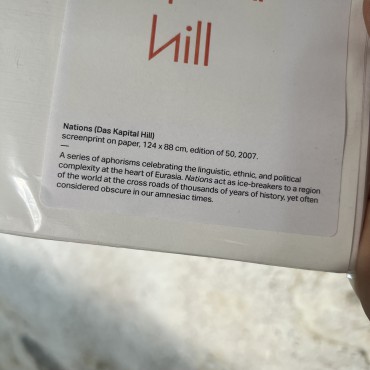 hill
Nations (Das Kapital Hill)
screenprint on paper, 124 x 88 cm, edition of 50, 2007.
—
A series of aphorisms celebrating the linguistic, ethnic, and political
complexity at the heart of Eurasia. Nations act as ice-breakers to a region
of the world at the cross roads of thousands of years of history, yet often
considered obscure in our amnesiac times.